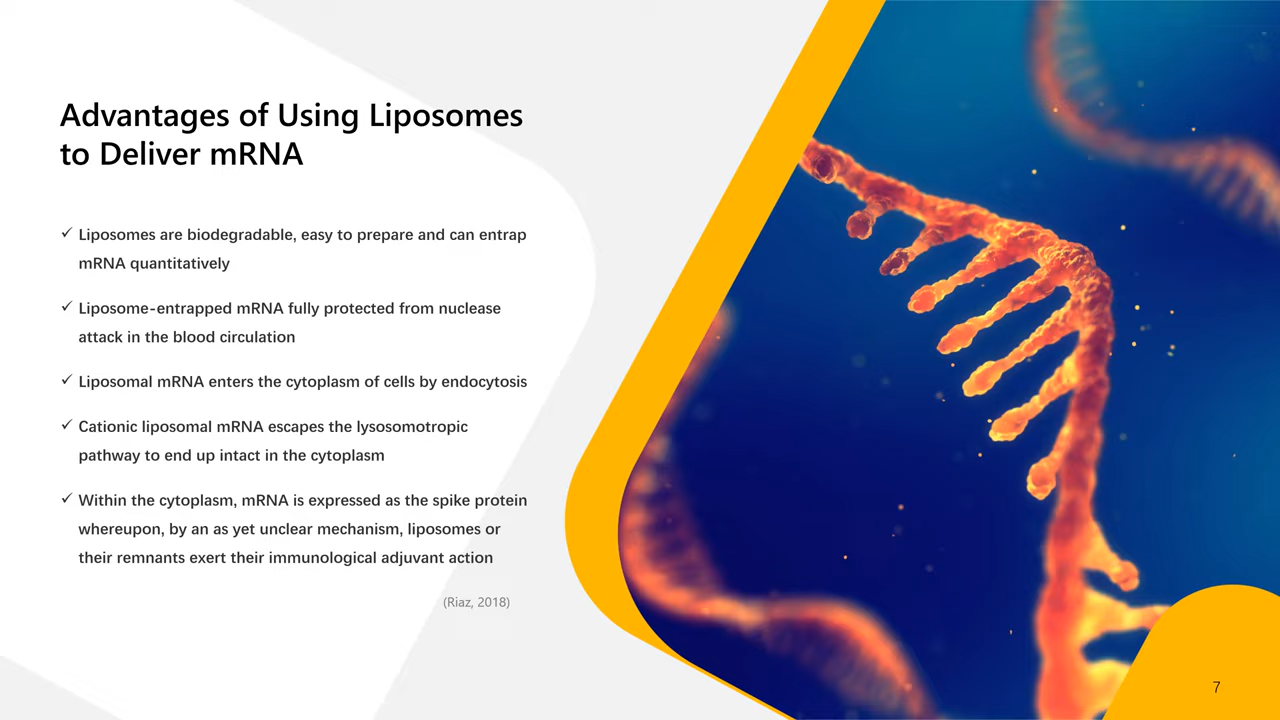 Advantages of Using Liposomes
to Deliver mRNA
✓ Liposomes are biodegradable, easy to prepare and can entrap
mRNA quantitatively
✓ Liposome-entrapped mRNA fully protected from nuclease
attack in the blood circulation
✓ Liposomal mRNA enters the cytoplasm of cells by endocytosis
✓ Cationic liposomal mRNA escapes the lysosomotropic
pathway to end up intact in the cytoplasm
✓ Within the cytoplasm, mRNA is expressed as the spike protein
whereupon, by an as yet unclear mechanism, liposomes or
their remnants exert their immunological adjuvant action
(Riaz, 2018)
7